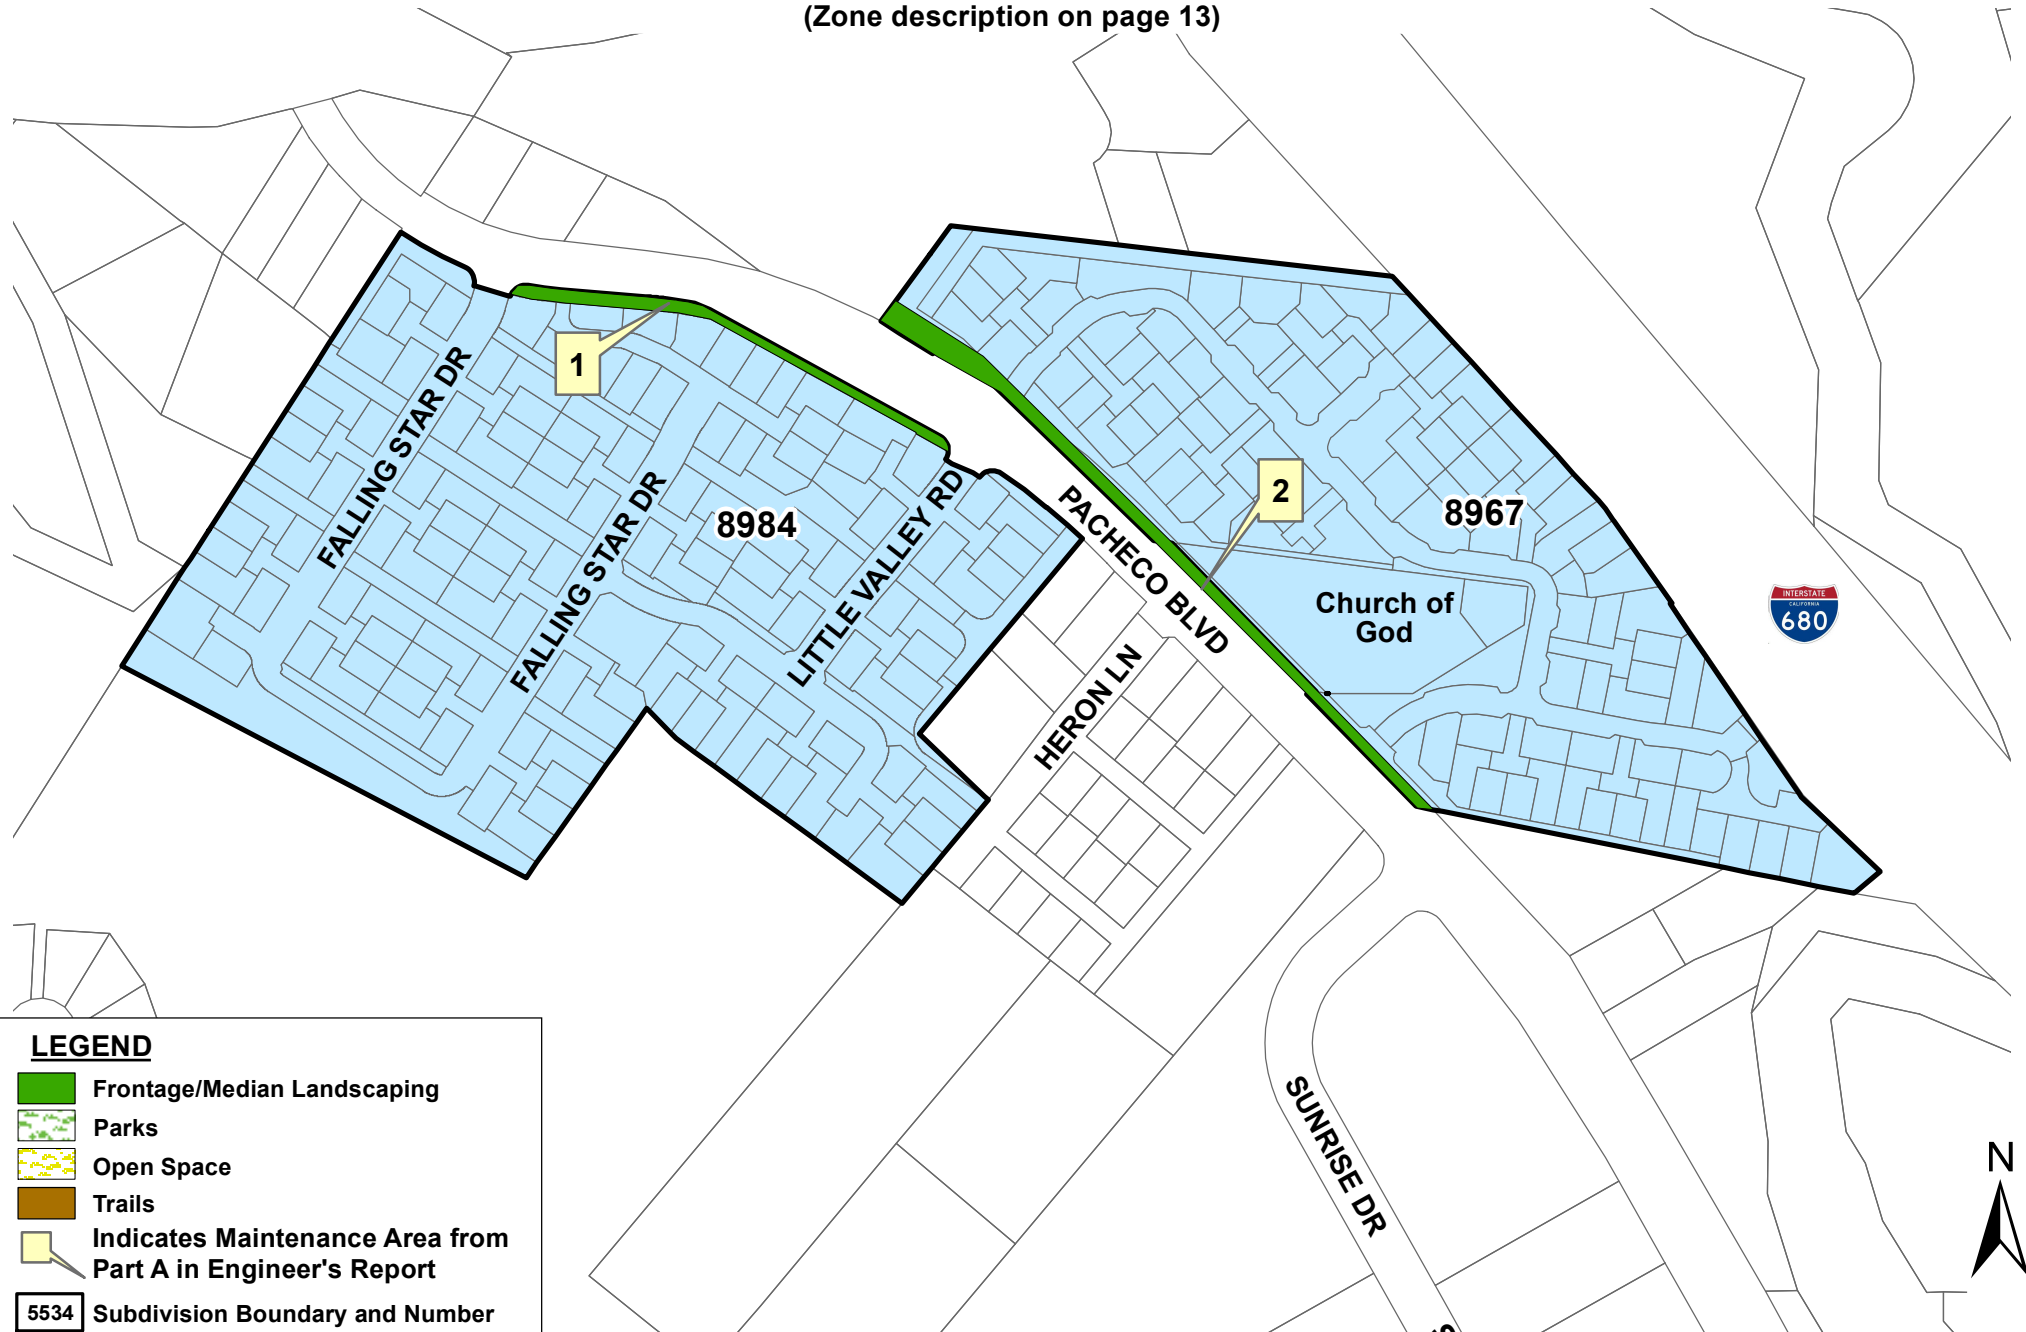 (Zone description on page 13)
1
FALLING STAR DR
FALLING STAR DR
8984
LITTLE VALLEY RD
PACHECO BLVD
2
8967
Church of
God
INTERSTATE
CALIFORNIA
680
HERON LN
SUNRISE DR
N
LEGEND
Frontage/Median Landscaping
Parks
Open Space
Trails
Indicates Maintenance Area from
Part A in Engineer's Report
5534 Subdivision Boundary and Number